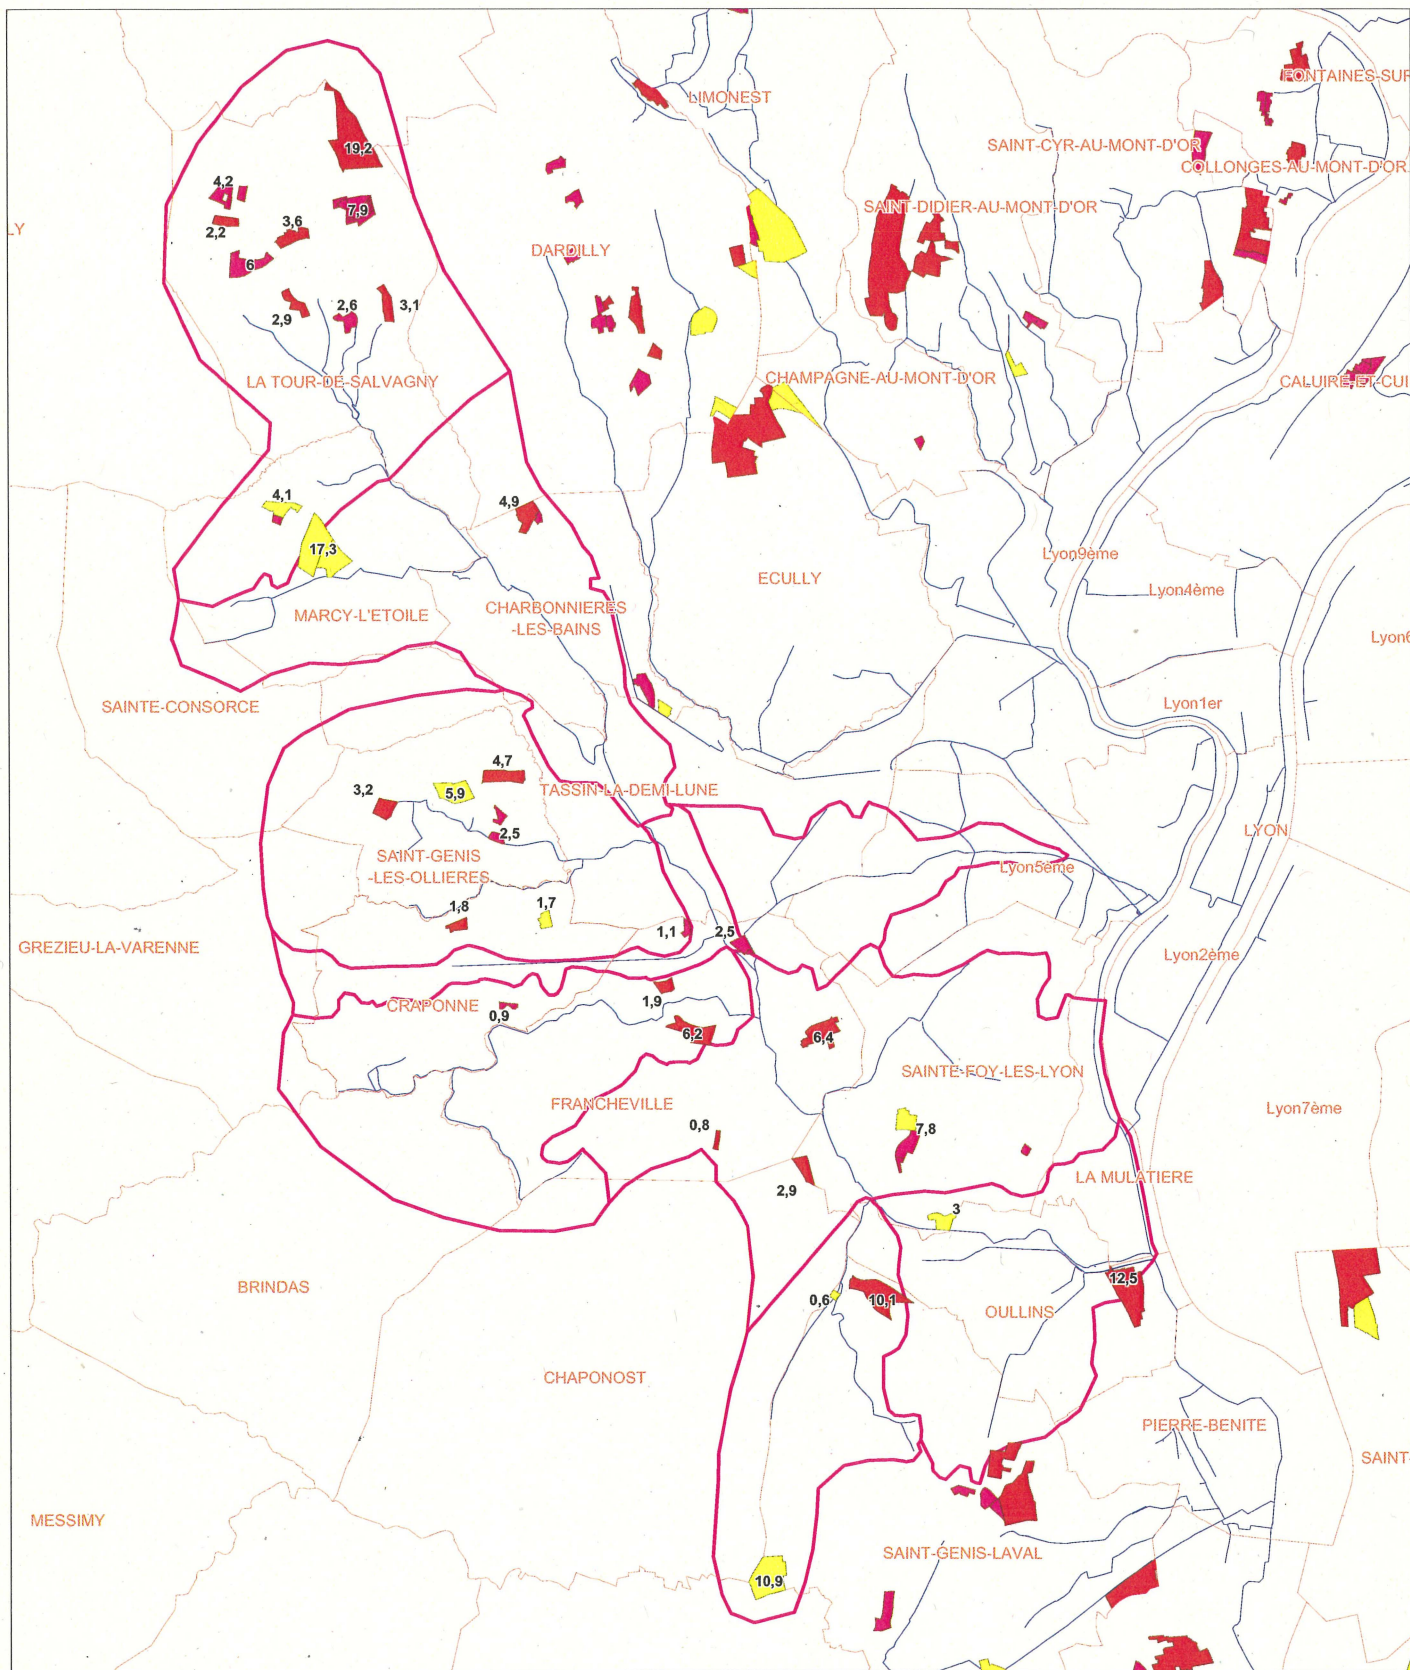 LIMONEST
FONTAINES-SUR
SAINT-CYR-AU-MONT-D'OR
19,2
COLLONGES-AU-MONT-D'OR
4,2
7,9
SAINT-DIDIER-AU-MONT-D'OR
2,2
3,6
LY
DARDILLY
6
2,9
2,6
3,1
LA TOUR-DE-SALVAGNY
CHAMPAGNE-AU-MONT-D'OR
CALUIRE-ET-CUI
4,1
4,9
17,3
Lyon9ème
ECULLY
Lyon4ème
MARCY-L'ETOILE
CHARBONNIERES
-LES-BAINS
Lyon6
SAINTE-CONSORCE
Lyon1er
4,7
3,2
5,9
TASSIN-LA-DEMI-LUNE
2,5
LYON
SAINT-GENIS
-LES-OLLIERES
Lyon5ème
1,8
1,7
1,1
2,5
GREZIEU-LA-VARENNE
Lyon2ème
CRAPONNE
0,9
1,9
6,2
6,4
SAINTE-FOY-LES-LYON
FRANCHEVILLE
Lyon7ème
0,8
7,8
2,9
LA MULATIERE
3
BRINDAS
12,5
0,6
10,1
OULLINS
CHAPONOST
PIERRE-BENITE
SAINT-
MESSIMY
SAINT-GENIS-LAVAL
10,9